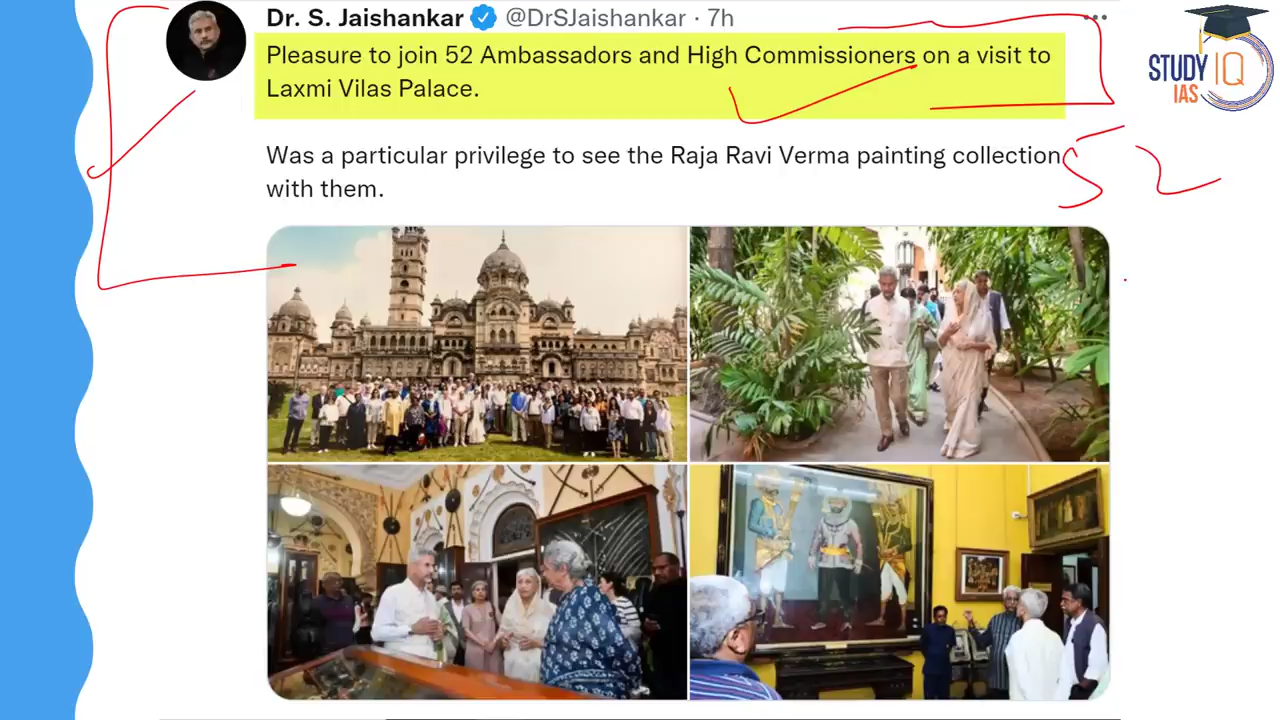 Dr. S. Jaishankar @DrSJaishankar · 7h
Pleasure to join 52 Ambassadors and High Commissioners on a visit to
Laxmi Vilas Palace.
Was a particular privilege to see the Raja Ravi Verma painting collection
with them.
52
STUDY IQ
IAS